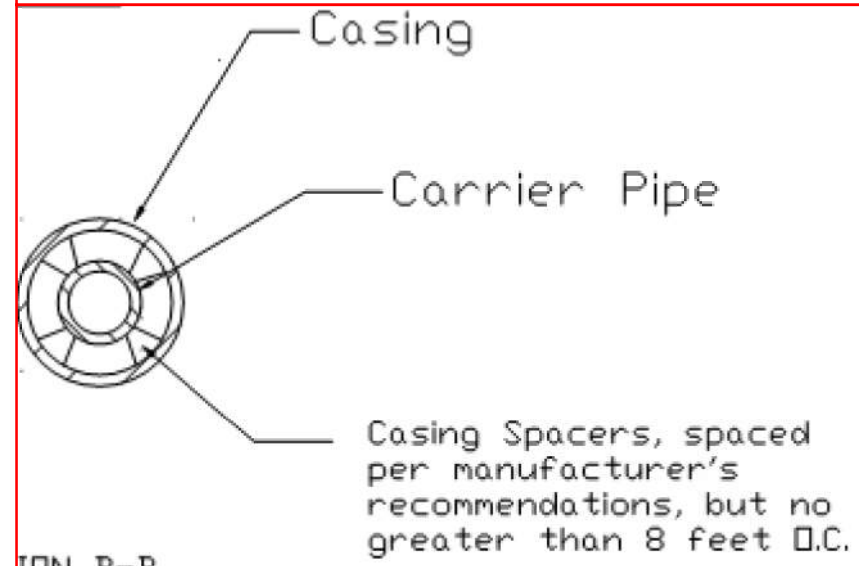 Casing
Carrier Pipe
Casing Spacers, spaced
per manufacturer's
recommendations, but no
greater than 8 feet O.C.
B-B